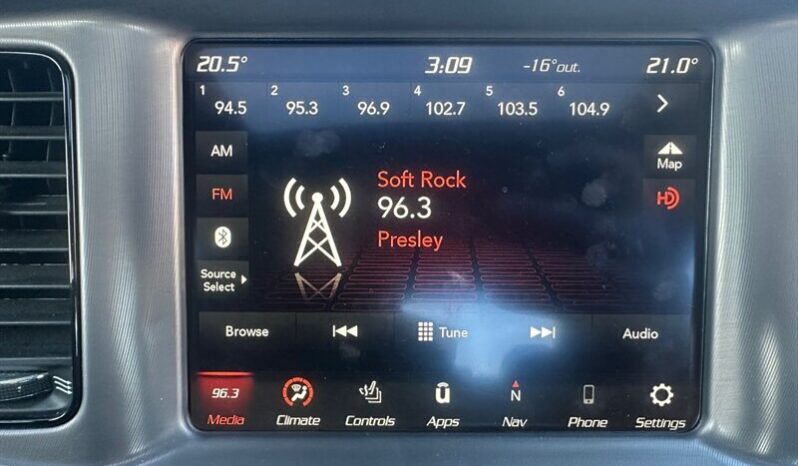 20.5° 3:09 -16°out. 21.0°
1 94.5 2 95.3 3 96.9 4 102.7 5 103.5 6 104.9
AM
Map
FM
HD
Soft Rock
96.3
Presley
Source
Select
Browse Tune Audio
96.3 N
Media Climate Controls Apps Nav Phone Settings